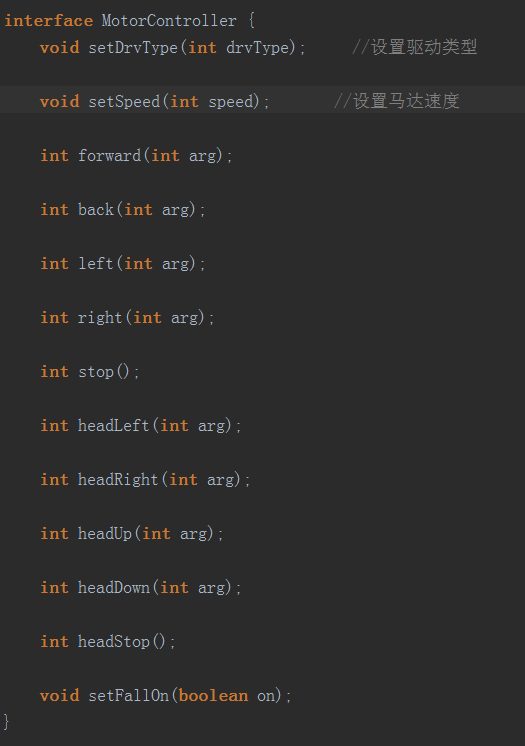 interface MotorController {
void setDrvType(int drvType);     //设置驱动类型
void setSpeed(int speed);       //设置马达速度
int forward(int arg);
int back(int arg);
int left(int arg);
int right(int arg);
int stop();
int headLeft(int arg);
int headRight(int arg);
int headUp(int arg);
int headDown(int arg);
int headStop();
void setFallOn(boolean on);
}